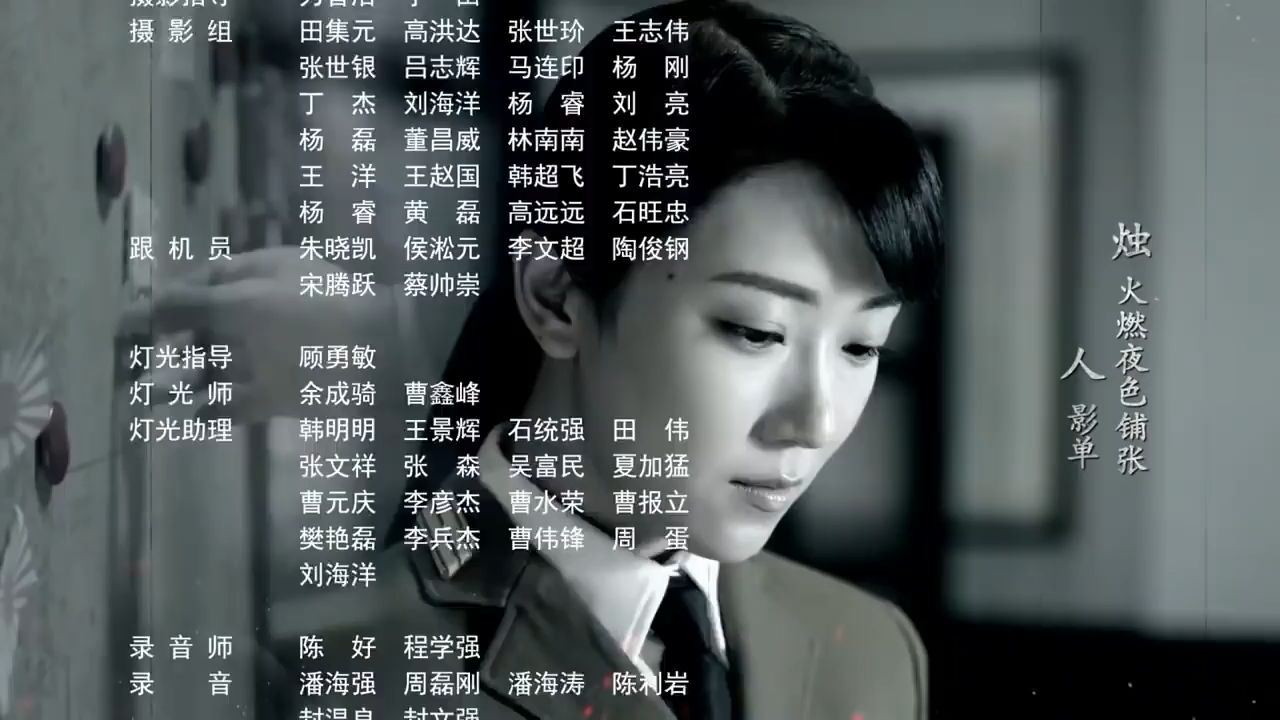 摄影组 田集元 高洪达 张世玠 王志伟
张世银 吕志辉 马连印 杨 刚
丁 杰 刘海洋 杨 睿 刘 亮
杨 磊 董昌威 林南南 赵伟豪
王 洋 王赵国 韩超飞 丁浩亮
杨 睿 黄 磊 高远远 石旺忠
跟机员 朱晓凯 侯淞元 李文超 陶俊钢
宋腾跃 蔡帅崇
灯光指导 顾勇敏
灯光师 余成骑 曹鑫峰
灯光助理 韩明明 王景辉 石统强 田 伟
张文祥 张 森 吴富民 夏加猛
曹元庆 李彦杰 曹水荣 曹报立
樊艳磊 李兵杰 曹伟锋 周 蛋
刘海洋
录音师 陈 好 程学强
录 音 潘海强 周磊刚 潘海涛 陈利岩
烛火燃夜色铺张
人影单